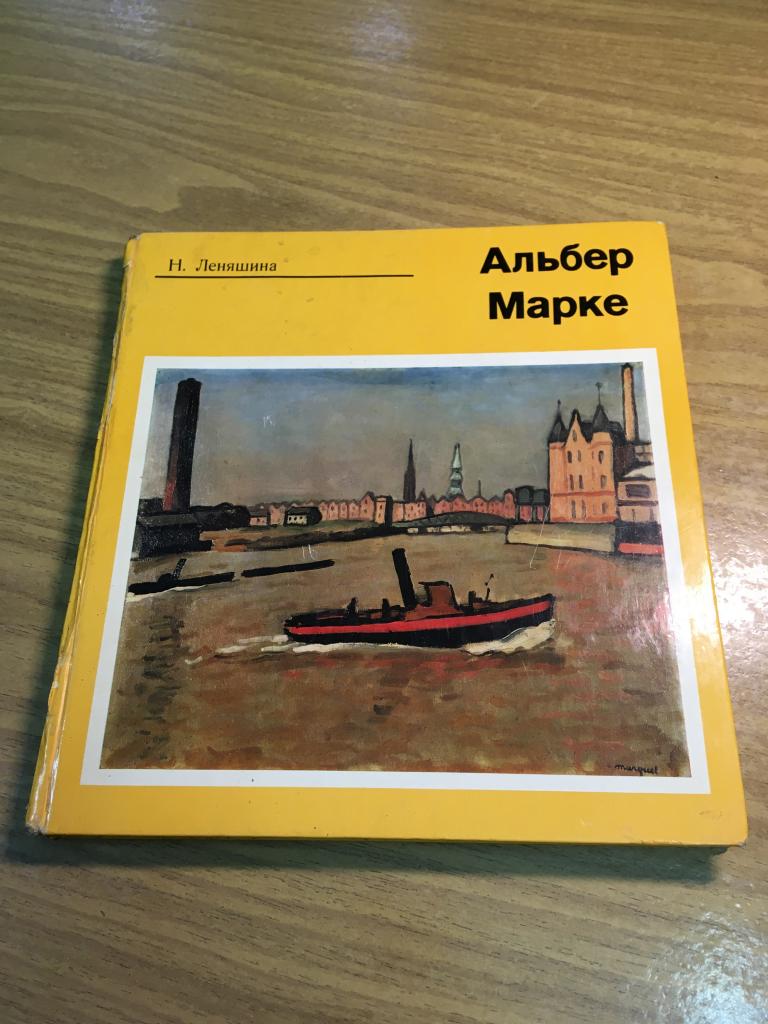 Н. Леняшина
Альбер
Марке
marquet